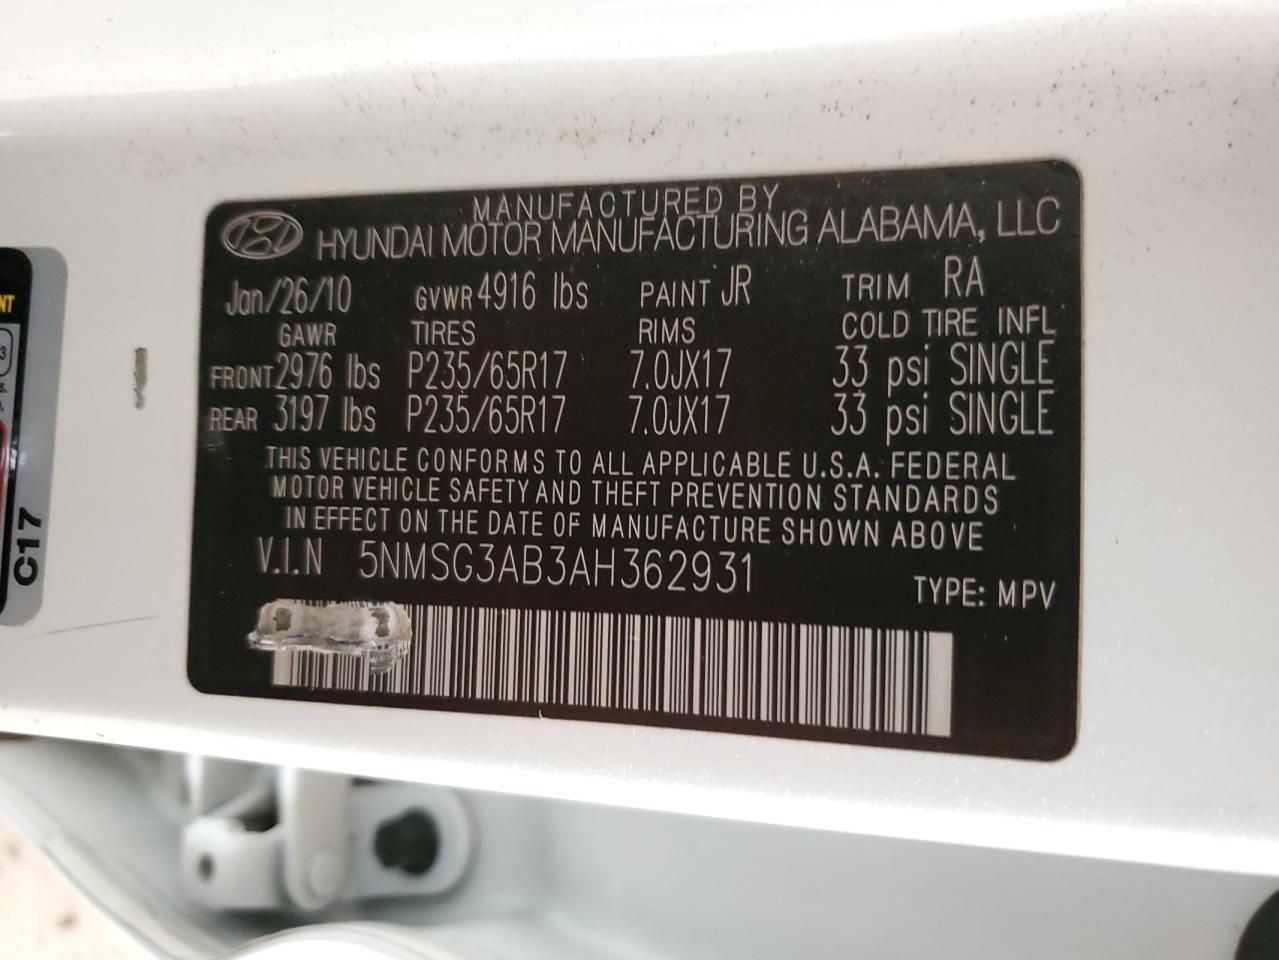 MANUFACTURED BY
HYUNDAI MOTOR MANUFACTURING ALABAMA, LLC
Jan/26/10 GVWR 4916 lbs PAINT JR TRIM RA
GAWR TIRES RIMS COLD TIRE INFL
FRONT 2976 lbs P235/65R17 7.0JX17 33 psi SINGLE
REAR 3197 lbs P235/65R17 7.0JX17 33 psi SINGLE
THIS VEHICLE CONFORMS TO ALL APPLICABLE U.S.A. FEDERAL
MOTOR VEHICLE SAFETY AND THEFT PREVENTION STANDARDS
IN EFFECT ON THE DATE OF MANUFACTURE SHOWN ABOVE
V.I.N 5NMSG3AB3AH362931
TYPE: MPV
C17